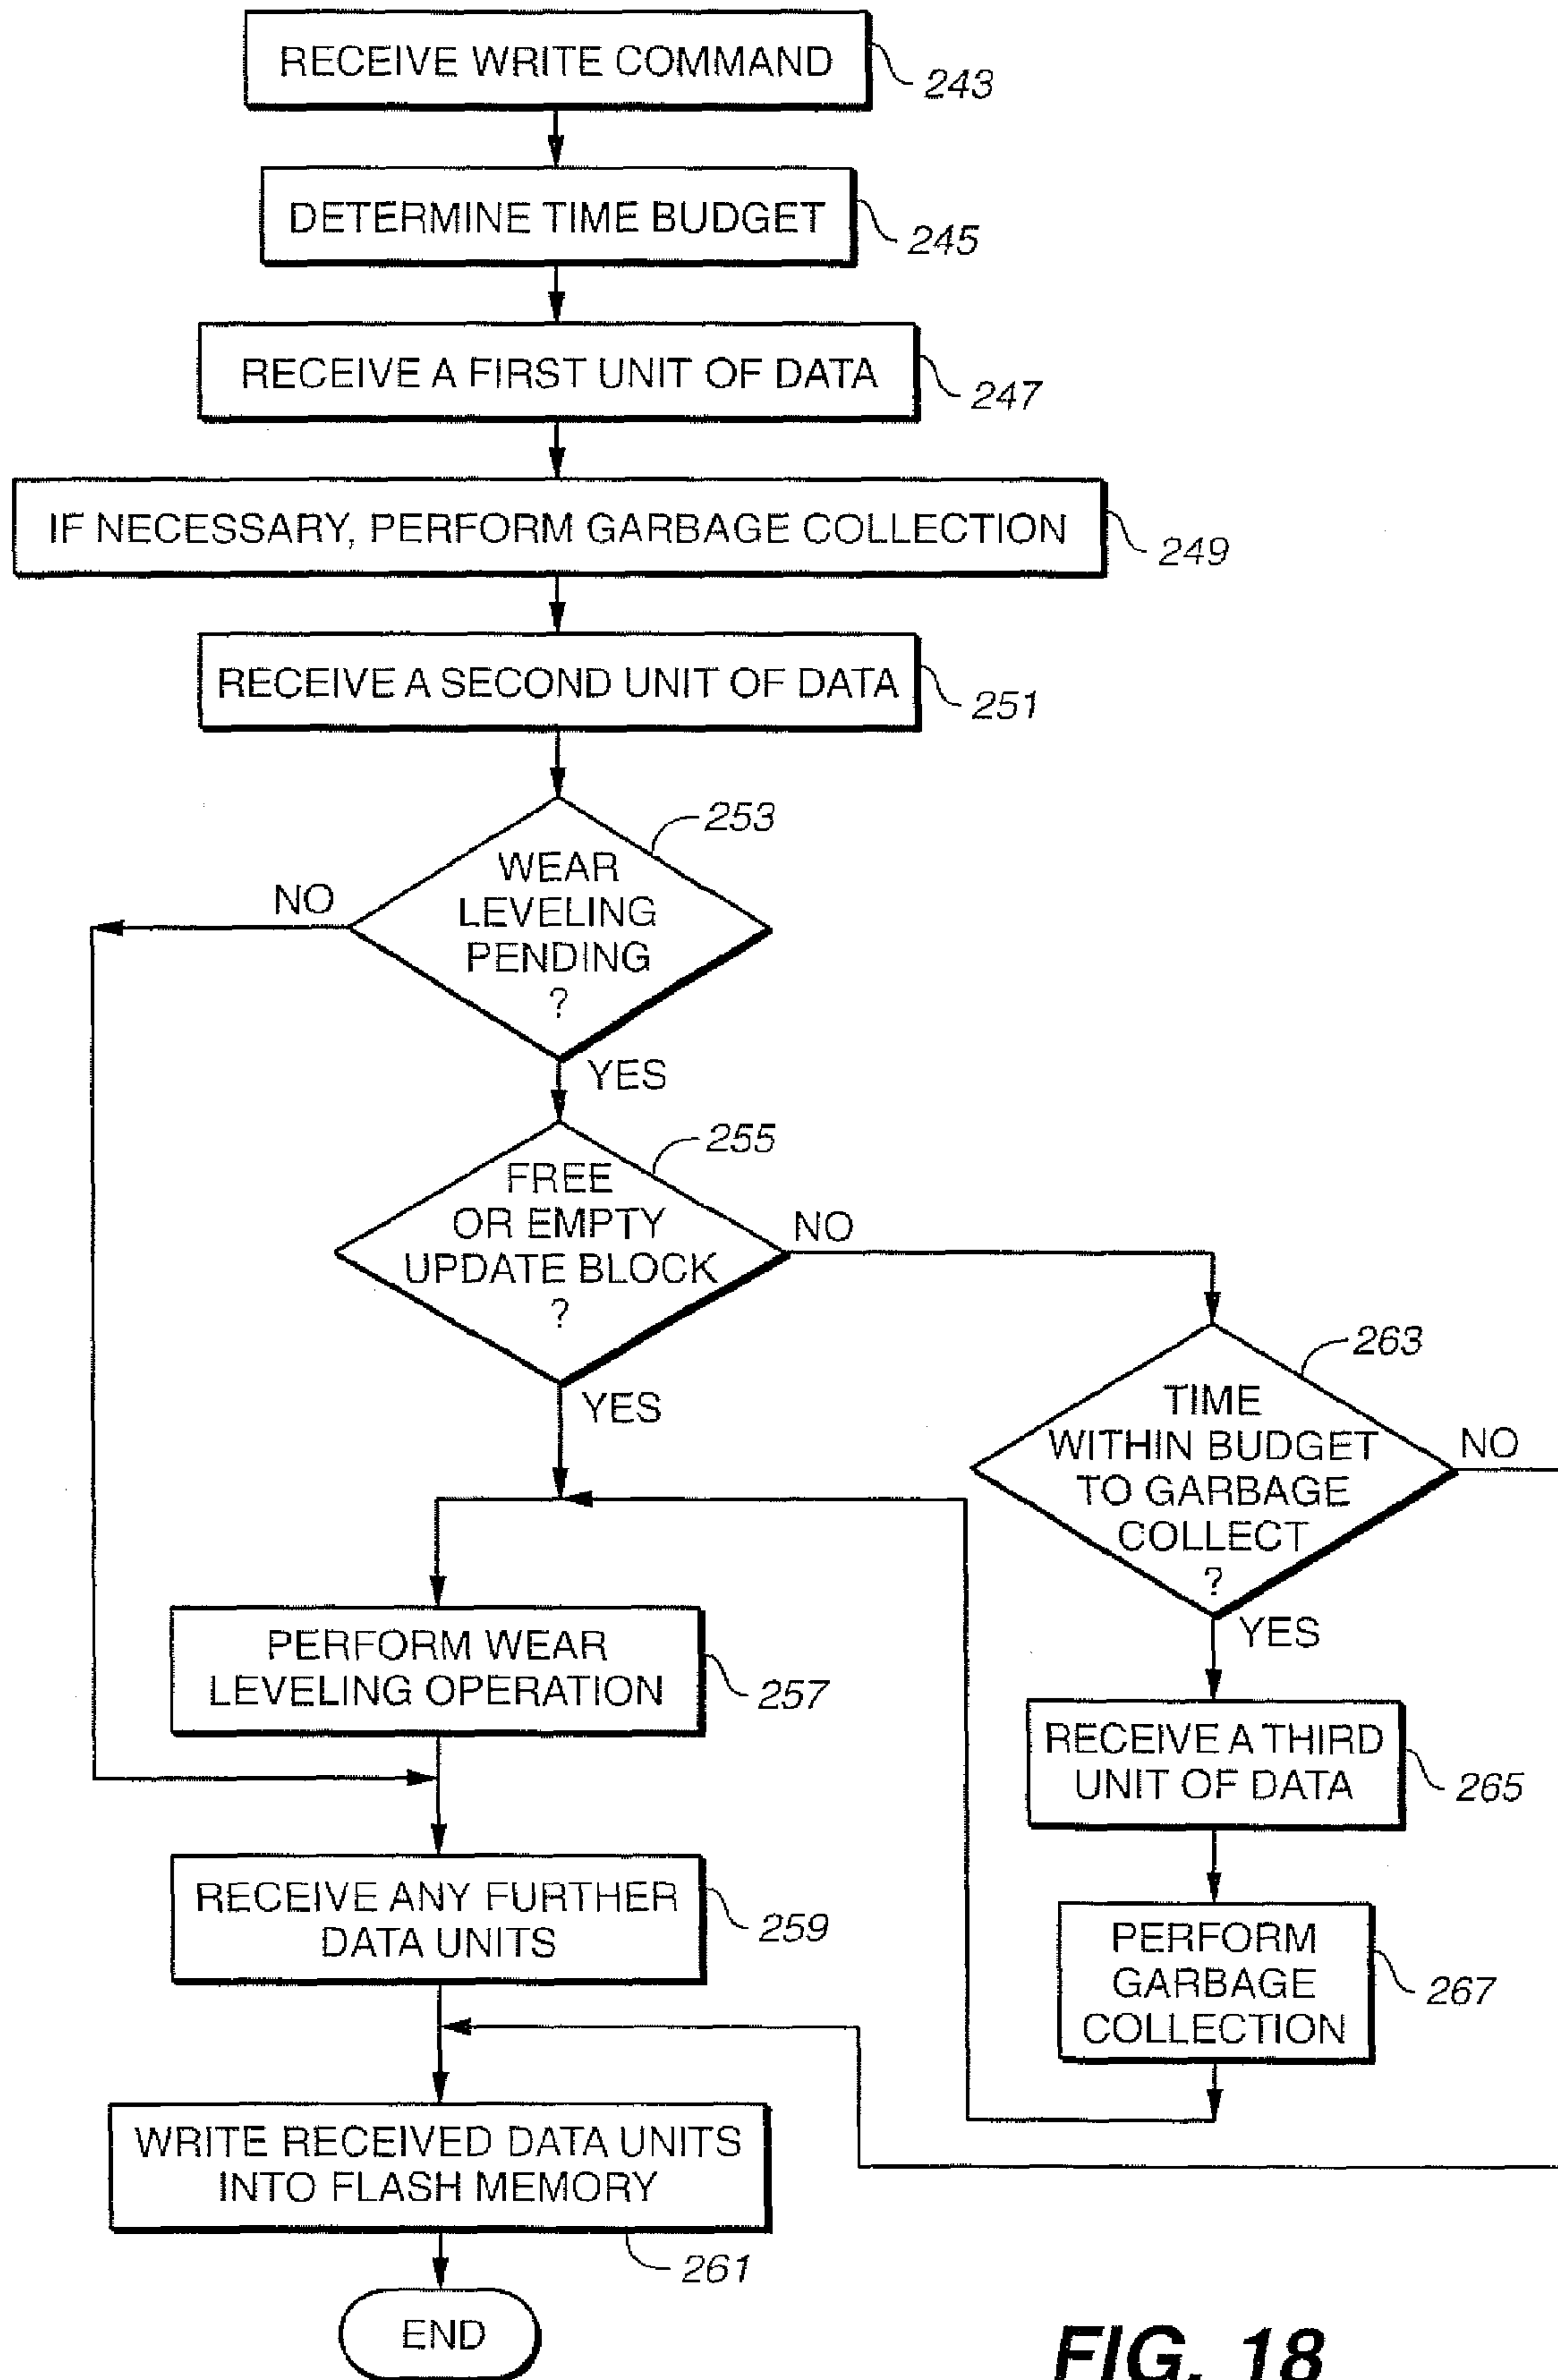 RECEIVE WRITE COMMAND
243
DETERMINE TIME BUDGET
245
RECEIVE A FIRST UNIT OF DATA
247
IF NECESSARY, PERFORM GARBAGE COLLECTION
249
RECEIVE A SECOND UNIT OF DATA
251
253
WEAR
LEVELING
PENDING
?
NO
YES
255
FREE
OR EMPTY
UPDATE BLOCK
?
NO
YES
263
TIME
WITHIN BUDGET
TO GARBAGE
COLLECT
?
NO
YES
PERFORM WEAR
LEVELING OPERATION
257
RECEIVE A THIRD
UNIT OF DATA
265
RECEIVE ANY FURTHER
DATA UNITS
259
PERFORM
GARBAGE
COLLECTION
267
WRITE RECEIVED DATA UNITS
INTO FLASH MEMORY
261
END
FIG. 18